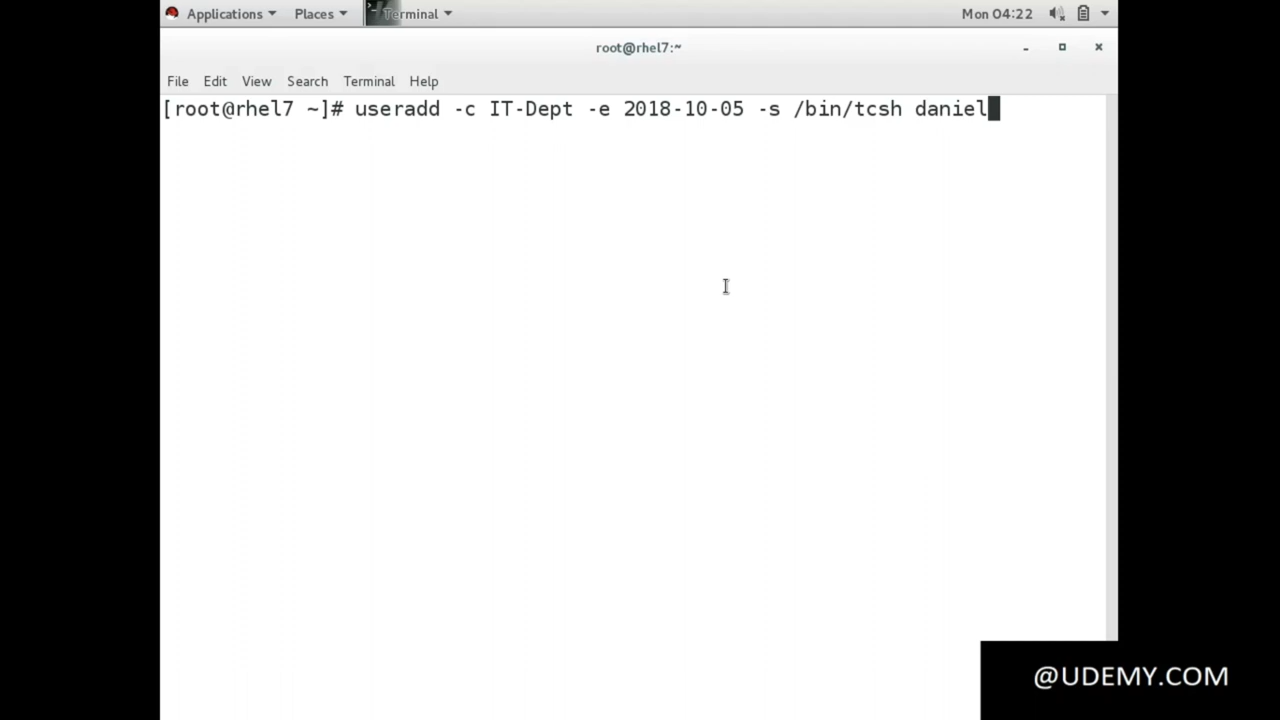 Applications Places Terminal Mon 04:22
root@rhel7:~
File Edit View Search Terminal Help
[root@rhel7 ~]# useradd -c IT-Dept -e 2018-10-05 -s /bin/tcsh daniel
@UDEMY.COM